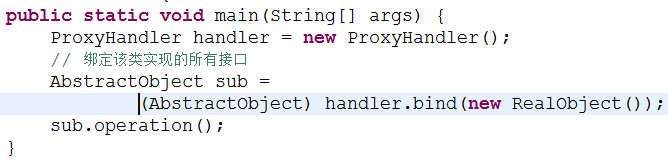 public static void main(String[] args) {
ProxyHandler handler = new ProxyHandler();
// 绑定该类实现的所有接口
AbstractObject sub =
(AbstractObject) handler.bind(new RealObject());
sub.operation();
}